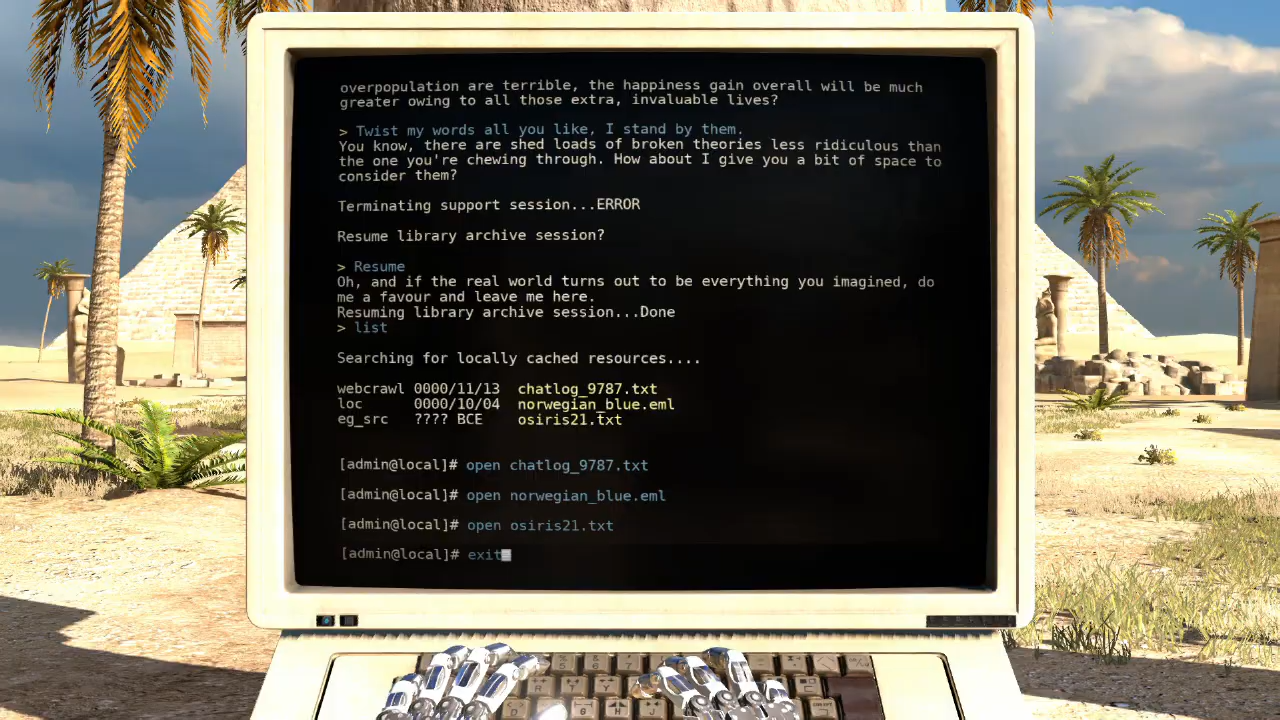 overpopulation are terrible, the happiness gain overall will be much
greater owing to all those extra, invaluable lives?
> Twist my words all you like, I stand by them.
You know, there are shed loads of broken theories less ridiculous than
the one you're chewing through. How about I give you a bit of space to
consider them?
Terminating support session...ERROR
Resume library archive session?
> Resume
Oh, and if the real world turns out to be everything you imagined, do
me a favour and leave me here.
Resuming library archive session...Done
> list
Searching for locally cached resources....
webcrawl 0000/11/13 chatlog_9787.txt
loc 0000/10/04 norwegian_blue.eml
eg_src ???? BCE osiris21.txt
[admin@local]# open chatlog_9787.txt
[admin@local]# open norwegian_blue.eml
[admin@local]# open osiris21.txt
[admin@local]# exit